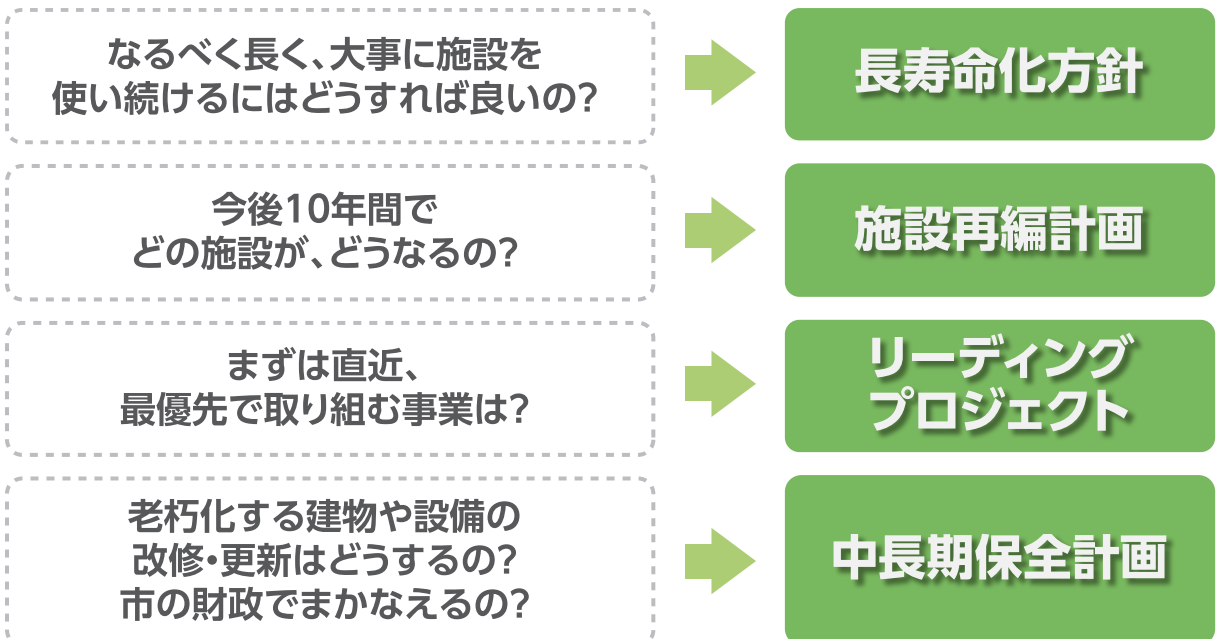 なるべく長く、大事に施設を
使い続けるにはどうすれば良いの?
長寿命化方針
今後10年間で
どの施設が、どうなるの?
施設再編計画
まずは直近、
最優先で取り組む事業は?
リーディング
プロジェクト
老朽化する建物や設備の
改修・更新はどうするの?
市の財政でまかなえるの?
中長期保全計画